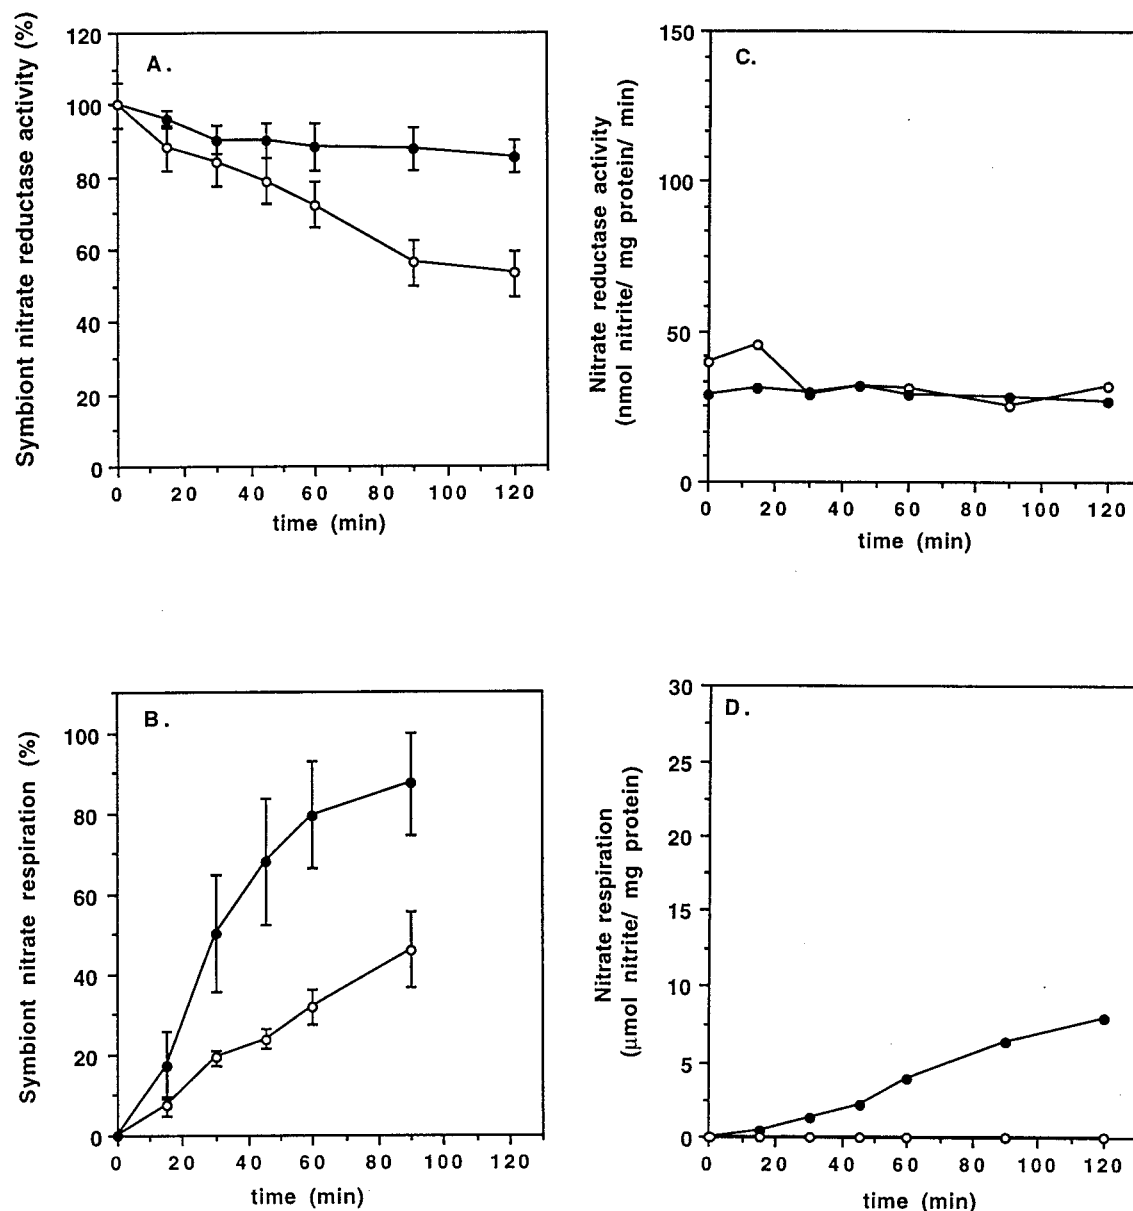 Symbiont nitrate reductase activity (%)
120
100
80
60
40
20
0
A.
0 20 40 60 80 100 120
time (min)
Nitrate reductase activity
(nmol nitrite/ mg protein/ min)
150
100
50
0
C.
0 20 40 60 80 100 120
time (min)
Symbiont nitrate respiration (%)
100
80
60
40
20
0
B.
0 20 40 60 80 100 120
time (min)
Nitrate respiration
(µmol nitrite/ mg protein)
30
25
20
15
10
5
0
D.
0 20 40 60 80 100 120
time (min)